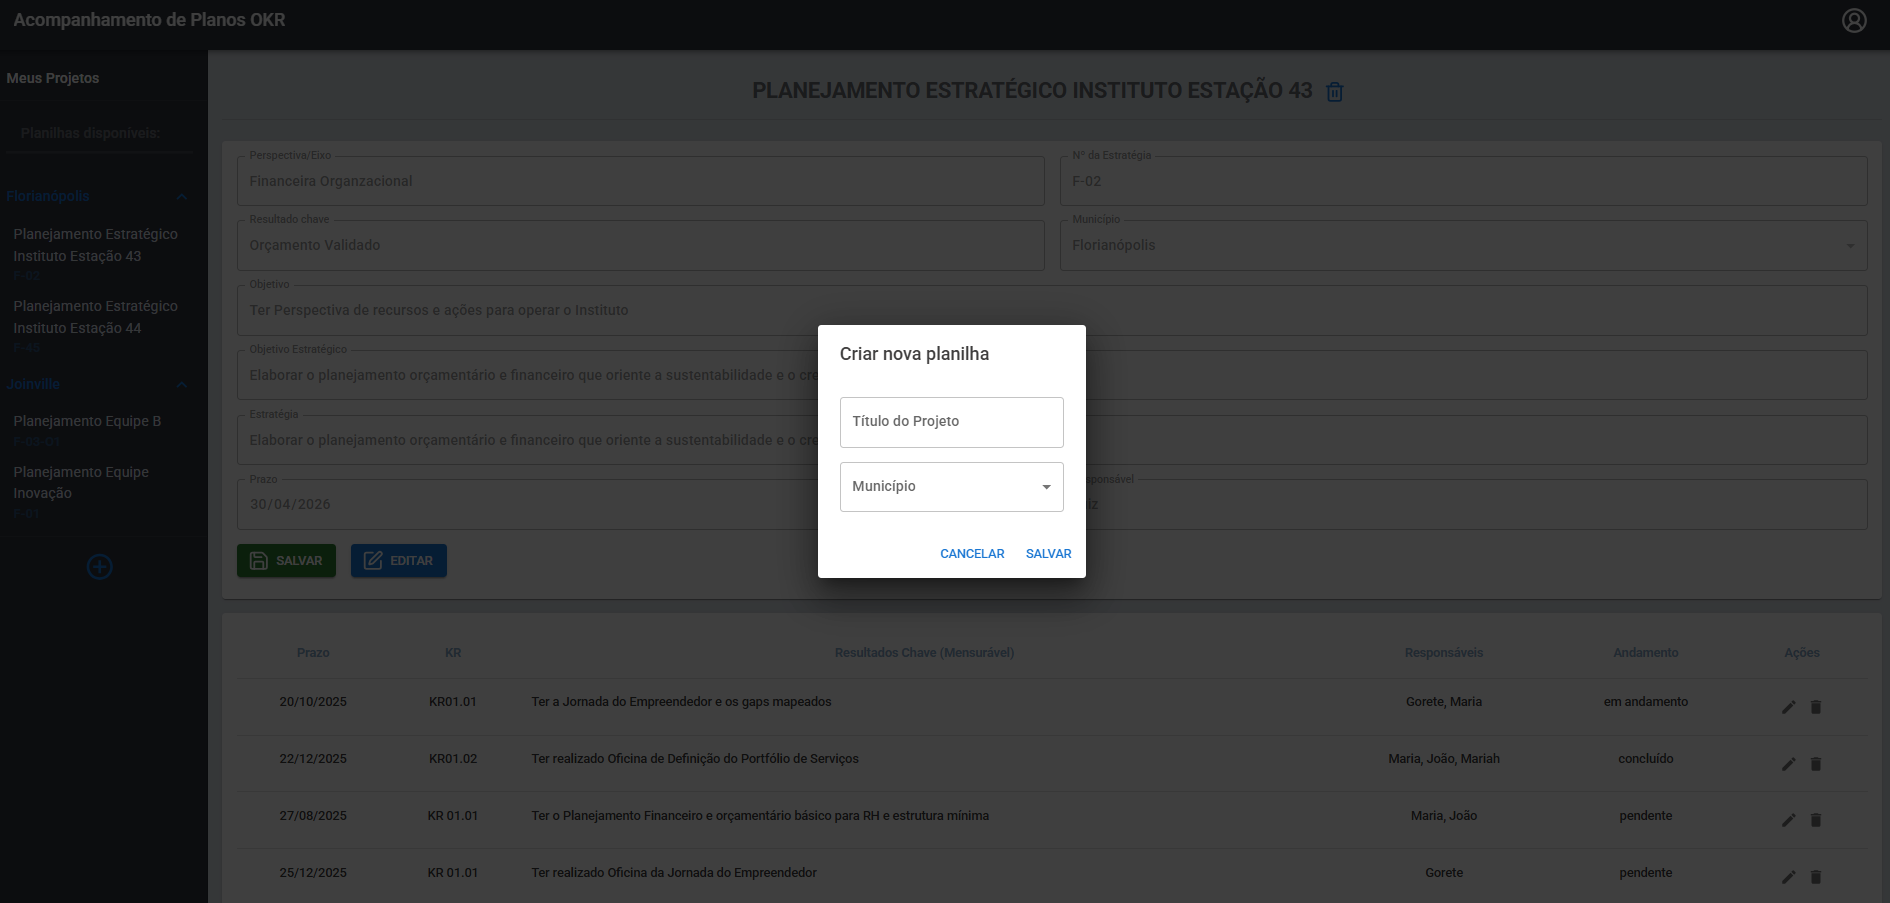 Acompanhamento de Planos OKR
Meus Projetos
Planilhas disponíveis:
Florianópolis
Planejamento Estratégico
Instituto Estação 43
F-02
Planejamento Estratégico
Instituto Estação 44
F-45
Joinville
Planejamento Equipe B
Planejamento Equipe
Inovação
F-01
PLANEJAMENTO ESTRATÉGICO INSTITUTO ESTAÇÃO 43
Perspectiva/Eixo
Financeira Organzacional
Nº da Estratégia
F-02
Resultado chave
Orçamento Validado
Município
Florianópolis
Objetivo
Ter Perspectiva de recursos e ações para operar o Instituto
Objetivo Estratégico
Elaborar o planejamento orçamentário e financeiro que oriente a sustentabilidade e o cre
Estratégia
Elaborar o planejamento orçamentário e financeiro que oriente a sustentabilidade e o cre
Prazo
30/04/2026
sponsável
iz
SALVAR
EDITAR
Criar nova planilha
Título do Projeto
Município
CANCELAR
SALVAR
Prazo KR Resultados Chave (Mensurável) Responsáveis Andamento Ações
20/10/2025 KR01.01 Ter a Jornada do Empreendedor e os gaps mapeados Gorete, Maria em andamento
22/12/2025 KR01.02 Ter realizado Oficina de Definição do Portfólio de Serviços Maria, João, Mariah concluído
27/08/2025 KR 01.01 Ter o Planejamento Financeiro e orçamentário básico para RH e estrutura mínima Maria, João pendente
25/12/2025 KR 01.01 Ter realizado Oficina da Jornada do Empreendedor Gorete pendente